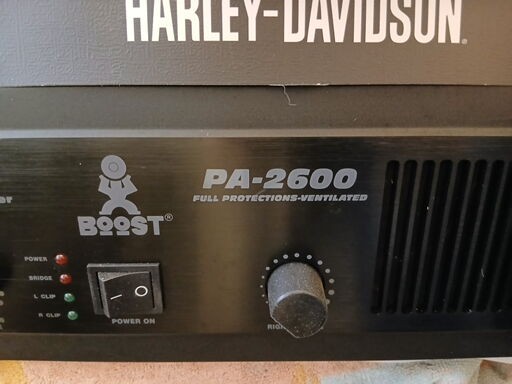 HARLEY-DAVIDSON®
PA-2600
FULL PROTECTIONS-VENTILATED
BOOST®
POWER
BRIDGE
L CLIP
R CLIP
POWER ON